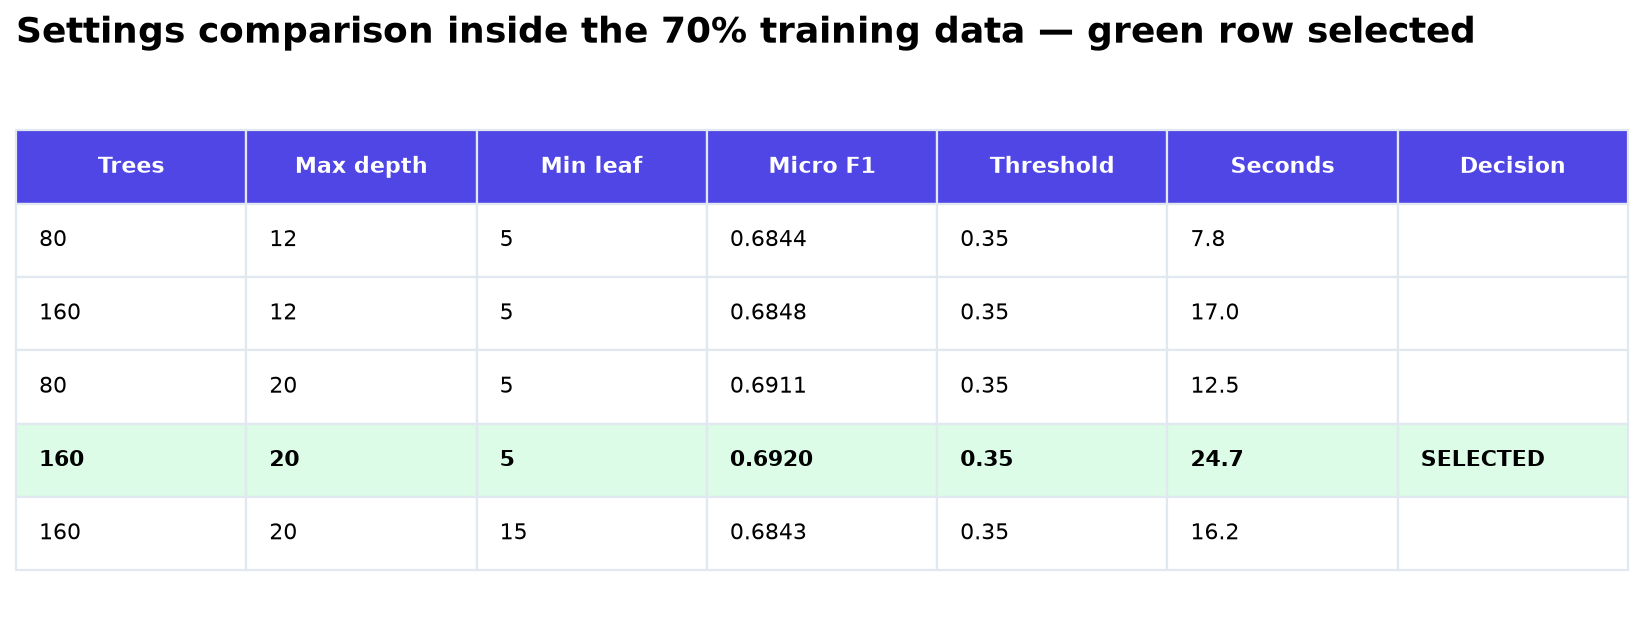 Settings comparison inside the 70% training data — green row selected
Trees Max depth Min leaf Micro F1 Threshold Seconds Decision
80 12 5 0.6844 0.35 7.8
160 12 5 0.6848 0.35 17.0
80 20 5 0.6911 0.35 12.5
160 20 5 0.6920 0.35 24.7 SELECTED
160 20 15 0.6843 0.35 16.2